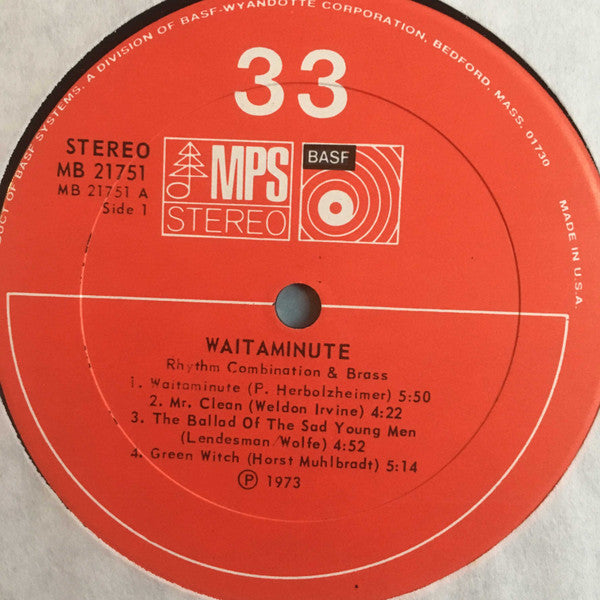 DUCT OF BASF SYSTEMS, A DIVISION OF BASF-WYANDOTTE CORPORATION, BEDFORD, MASS. 01730
33
STEREO
MB 21751
MB 21751 A
Side 1
MPS
STEREO
BASF
MADE IN U.S.A.
WAITAMINUTE
Rhythm Combination & Brass
1. Waitaminute (P. Herbolzheimer) 5:50
2. Mr. Clean (Weldon Irvine) 4:22
3. The Ballad Of The Sad Young Men
(Lendesman/Wolfe) 4:52
4. Green Witch (Horst Muhlbradt) 5:14
Ⓟ 1973